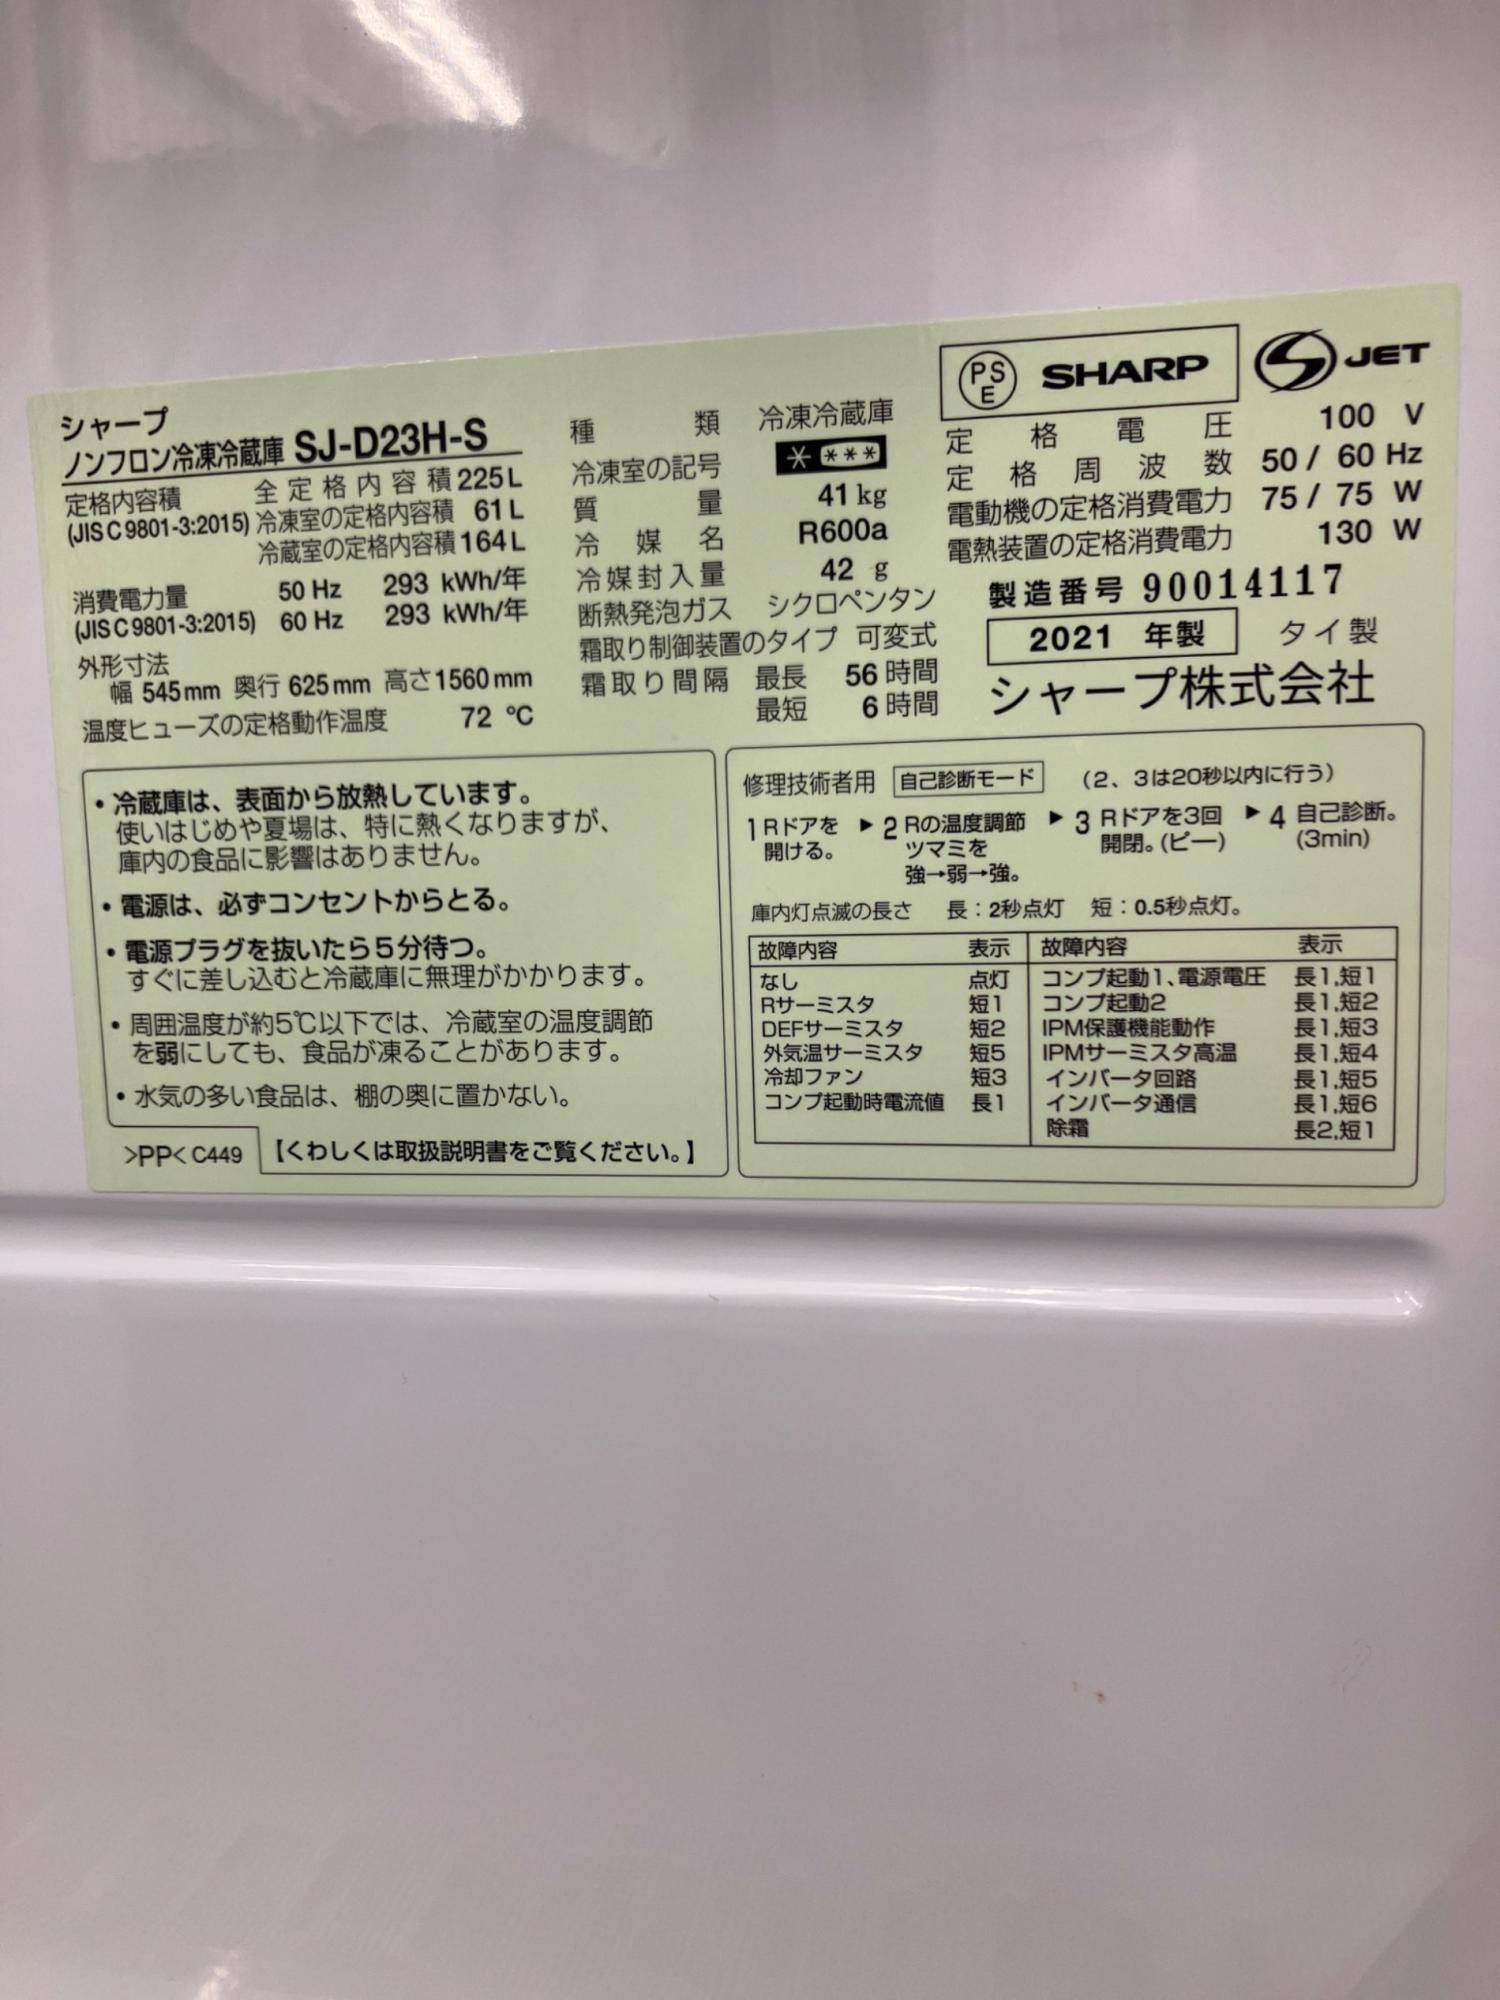 シャープ
ノンフロン冷凍冷蔵庫 SJ-D23H-S
定格内容積 全定格内容積 225L
(JIS C 9801-3:2015) 冷凍室の定格内容積 61L
冷蔵室の定格内容積 164L
消費電力量 50 Hz 293 kWh/年
(JIS C 9801-3:2015) 60 Hz 293 kWh/年
外形寸法
幅 545mm 奥行 625mm 高さ 1560mm
温度ヒューズの定格動作温度 72 ℃
種類 冷凍冷蔵庫
冷凍室の記号 * ***
質量 41 kg
冷媒名 R600a
冷媒封入量 42 g
断熱発泡ガス シクロペンタン
霜取り制御装置のタイプ 可変式
霜取り間隔 最長 56 時間
最短 6 時間
PSE SHARP JET
定格電圧 100 V
定格周波数 50 / 60 Hz
電動機の定格消費電力 75 / 75 W
電熱装置の定格消費電力 130 W
製造番号 90014117
2021 年製 タイ製
シャープ株式会社
・冷蔵庫は、表面から放熱しています。
使いはじめや夏場は、特に熱くなりますが、
庫内の食品に影響はありません。
・電源は、必ずコンセントからとる。
・電源プラグを抜いたら5分待つ。
すぐに差し込むと冷蔵庫に無理がかかります。
・周囲温度が約5℃以下では、冷蔵室の温度調節
を弱にしても、食品が凍ることがあります。
・水気の多い食品は、棚の奥に置かない。
>PP< C449 【くわしくは取扱説明書をご覧ください。】
修理技術者用 自己診断モード (2、3は20秒以内に行う)
1 Rドアを ▶ 2 Rの温度調節 ▶ 3 Rドアを3回 ▶ 4 自己診断。
開ける。 ツマミを 開閉。(ピー) (3min)
強→弱→強。
庫内灯点滅の長さ 長：2秒点灯 短：0.5秒点灯。
故障内容 表示 故障内容 表示
なし 点灯 コンプ起動1、電源電圧 長1,短1
Rサーミスタ 短1 コンプ起動2 長1,短2
DEFサーミスタ 短2 IPM保護機能動作 長1,短3
外気温サーミスタ 短5 IPMサーミスタ高温 長1,短4
冷却ファン 短3 インバータ回路 長1,短5
コンプ起動時電流値 長1 インバータ通信 長1,短6
除霜 長2,短1